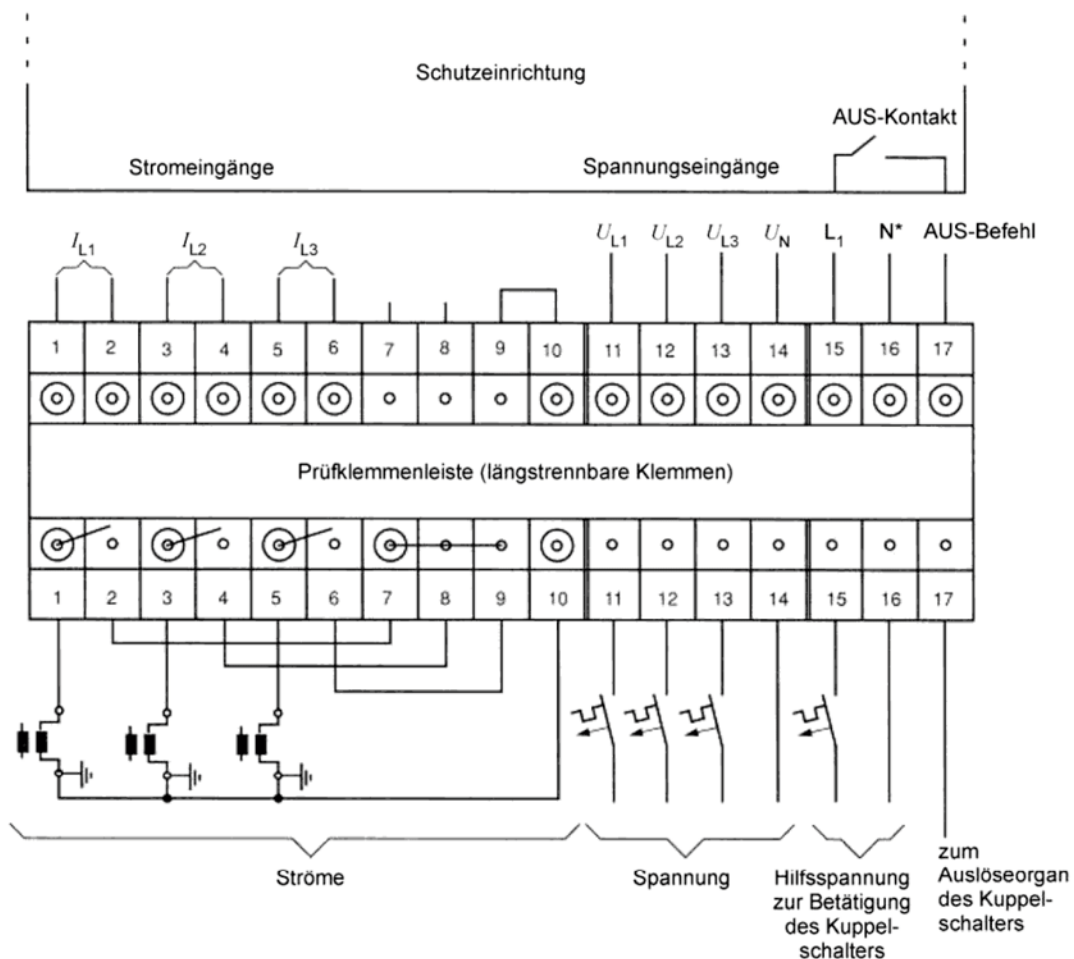 Schutzeinrichtung
AUS-Kontakt
Stromeingänge
Spannungseingänge
I_L1 I_L2 I_L3 U_L1 U_L2 U_L3 U_N L_1 N* AUS-Befehl
1 2 3 4 5 6 7 8 9 10 11 12 13 14 15 16 17
Prüfklemmenleiste (längstrennbare Klemmen)
1 2 3 4 5 6 7 8 9 10 11 12 13 14 15 16 17
Ströme
Spannung
Hilfsspannung
zur Betätigung
des Kuppel-
schalters
zum
Auslöseorgan
des Kuppel-
schalters